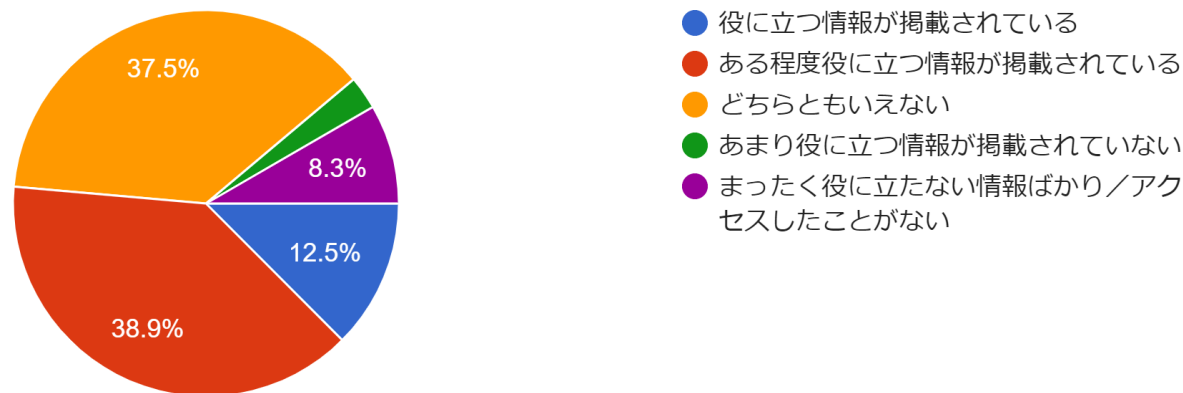 37.5%
8.3%
12.5%
38.9%
役に立つ情報が掲載されている
ある程度役に立つ情報が掲載されている
どちらともいえない
あまり役に立つ情報が掲載されていない
まったく役に立たない情報ばかり／アク
セスしたことがない